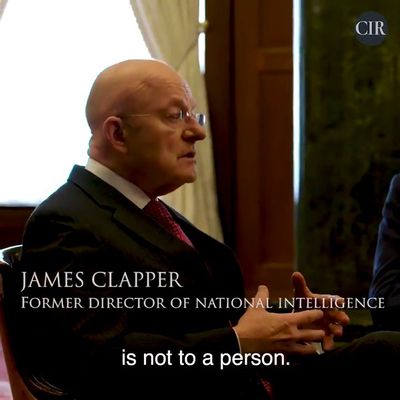 CIR
JAMES CLAPPER
FORMER DIRECTOR OF NATIONAL INTELLIGENCE
is not to a person.